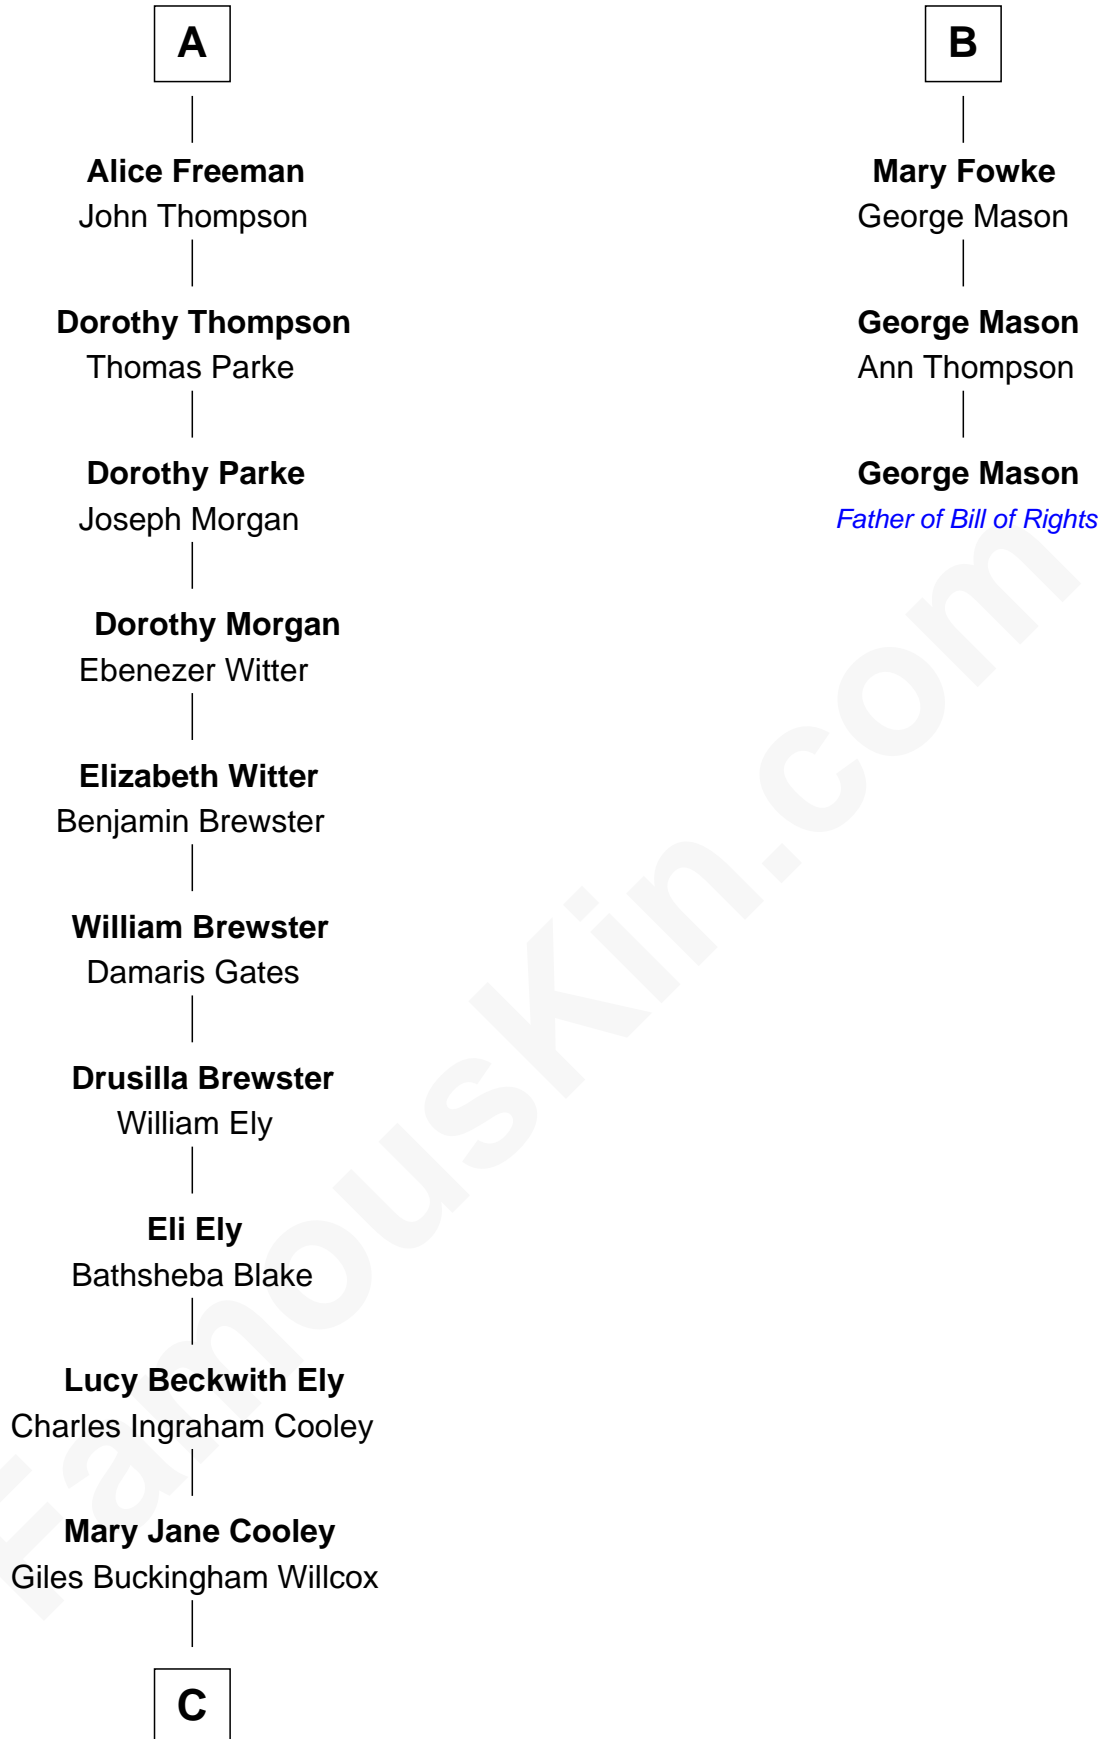 A
Alice Freeman
John Thompson
Dorothy Thompson
Thomas Parke
Dorothy Parke
Joseph Morgan
Dorothy Morgan
Ebenezer Witter
Elizabeth Witter
Benjamin Brewster
William Brewster
Damaris Gates
Drusilla Brewster
William Ely
Eli Ely
Bathsheba Blake
Lucy Beckwith Ely
Charles Ingraham Cooley
Mary Jane Cooley
Giles Buckingham Willcox
C
B
Mary Fowke
George Mason
George Mason
Ann Thompson
George Mason
Father of Bill of Rights
FamousKin.com